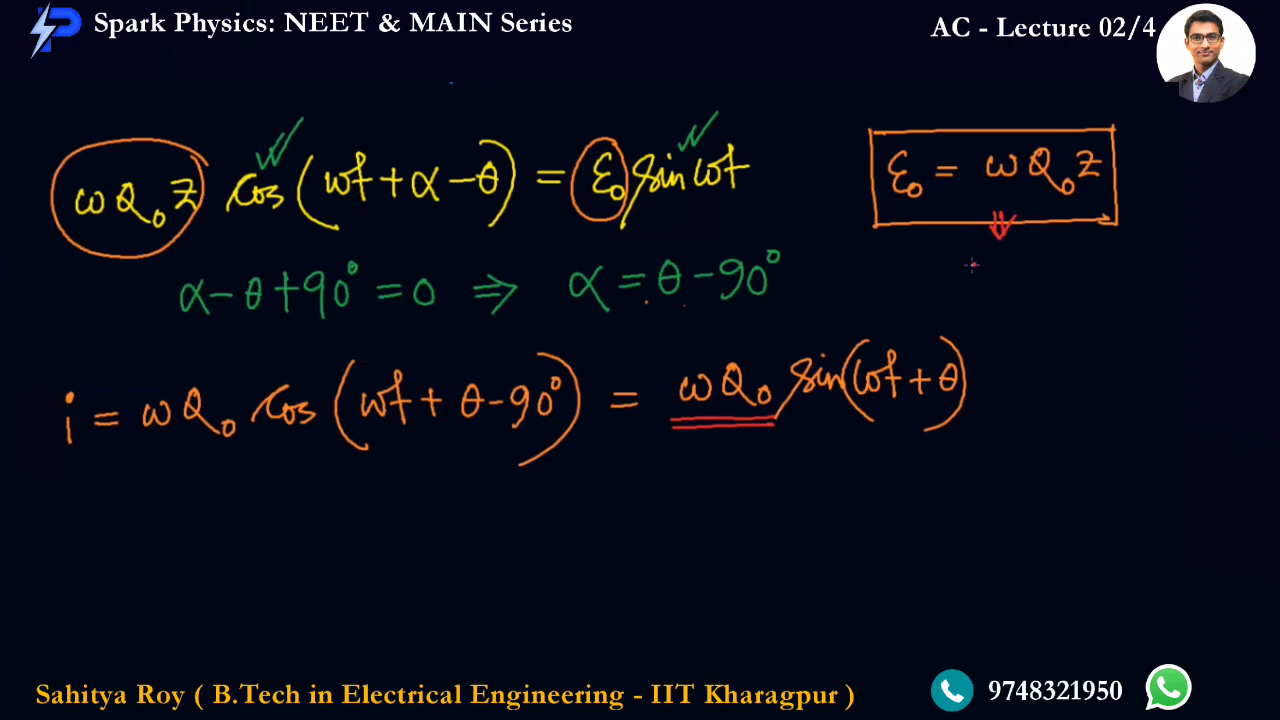 Spark Physics: NEET & MAIN Series
AC - Lecture 02/4
ωQ₀Z cos(ωt + α - θ) = ε₀ sin ωt
ε₀ = ωQ₀Z
α - θ + 90° = 0 ⇒ α = θ - 90°
i = ωQ₀ cos(ωt + θ - 90°) = ωQ₀ sin(ωt + θ)
Sahitya Roy ( B.Tech in Electrical Engineering - IIT Kharagpur )
9748321950